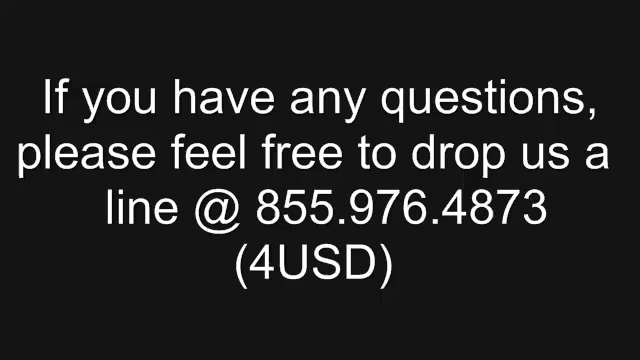 If you have any questions,
please feel free to drop us a
line @ 855.976.4873
(4USD)